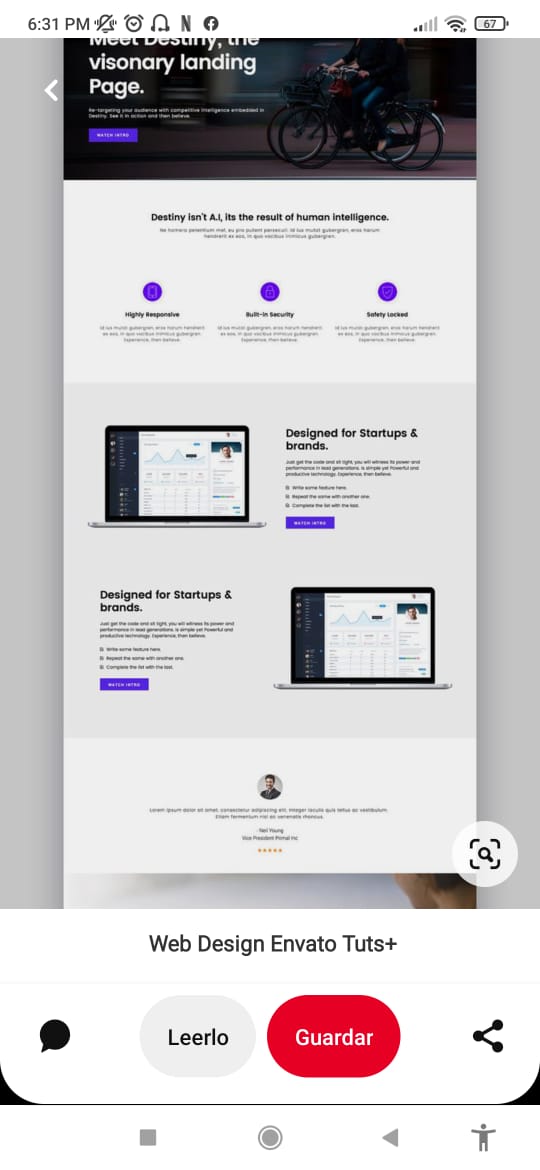 6:31 PM
67
Meet Destiny, the
visonary landing
Page.
Re-targeting your audience with competitive intelligence embedded in
Destiny. See it in action and then believe.
WATCH INTRO
Destiny isn't A.I, its the result of human intelligence.
Ne homero petentium mei, eu pro putent persecuti. Id ius mutat gubergren, eros harum
hendrerit ex eos, in quo vocibus inimicus gubergren.
Highly Responsive
Built-in Security
Safety Locked
Id ius mutat gubergren, eros harum hendrerit
ex eos, in quo vocibus inimicus gubergren.
Experience, then believe.
Id ius mutat gubergren, eros harum hendrerit
ex eos, in quo vocibus inimicus gubergren.
Experience, then believe.
Id ius mutat gubergren, eros harum hendrerit
ex eos, in quo vocibus inimicus gubergren.
Experience, then believe.
Designed for Startups &
brands.
Just get the code and sit tight, you will witness its power and
performance in lead generations. Is simple yet Powerful and
productive technology. Experience, then believe.
Write some feature here.
Repeat the same with another one.
Complete the list with the last.
WATCH INTRO
Designed for Startups &
brands.
Just get the code and sit tight, you will witness its power and
performance in lead generations. Is simple yet Powerful and
productive technology. Experience, then believe.
Write some feature here.
Repeat the same with another one.
Complete the list with the last.
WATCH INTRO
Lorem ipsum dolor sit amet, consectetur adipiscing elit. Integer iaculis quis tellus ac vestibulum.
Etiam fermentum nisl ac venenatis rhoncus.
- Neil Young
Vice President Primal Inc
Web Design Envato Tuts+
Leerlo
Guardar